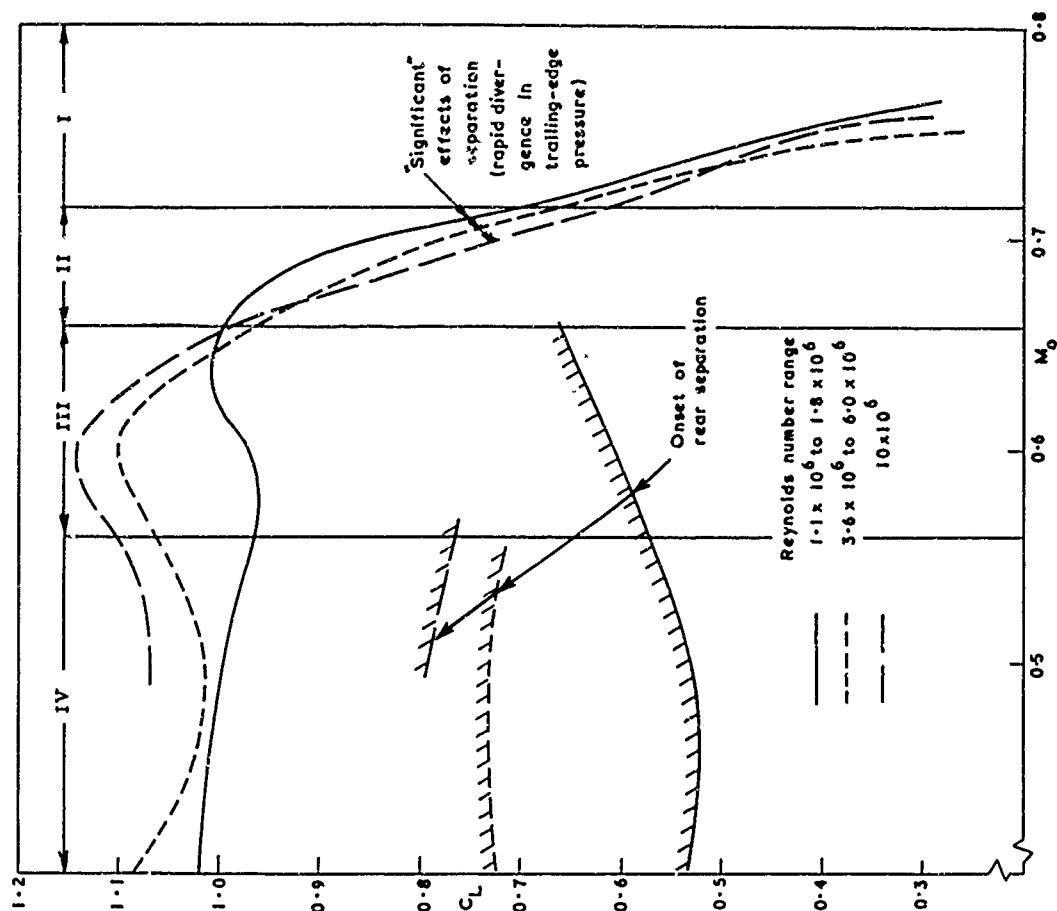 IV
III
II
I
1·2
1·1
1·0
0·9
0·8
CL
0·7
0·6
0·5
0·4
0·3
"Significant"
effects of
separation
(rapid diver-
gence in
trailing-edge
pressure)
Onset of
rear separation
Reynolds number range
1·1 x 10^6 to 1·8 x 10^6
3·6 x 10^6 to 6·0 x 10^6
10 x 10^6
0·5
0·6
Mo
0·7
0·8